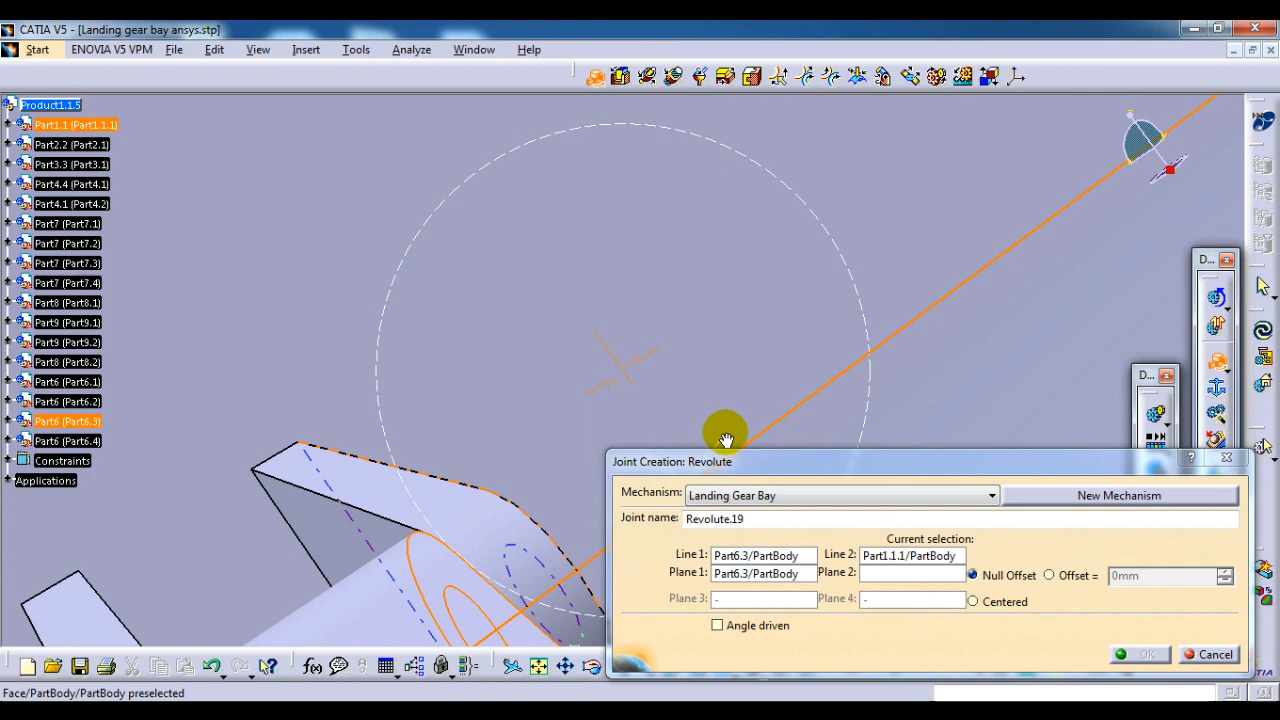 CATIA V5 - [Landing gear bay ansys.stp]
Start ENOVIA V5 VPM File Edit View Insert Tools Analyze Window Help
Product1.1.5
Part1.1 (Part1.1.1)
Part2.2 (Part2.1)
Part3.3 (Part3.1)
Part4.4 (Part4.1)
Part4.1 (Part4.2)
Part7 (Part7.1)
Part7 (Part7.2)
Part7 (Part7.3)
Part7 (Part7.4)
Part8 (Part8.1)
Part9 (Part9.1)
Part9 (Part9.2)
Part8 (Part8.2)
Part6 (Part6.1)
Part6 (Part6.2)
Part6 (Part6.3)
Part6 (Part6.4)
Constraints
Applications
D...
D...
Joint Creation: Revolute
Mechanism: Landing Gear Bay New Mechanism
Joint name: Revolute.19
Current selection:
Line 1: Part6.3/PartBody Line 2: Part1.1.1/PartBody
Plane 1: Part6.3/PartBody Plane 2: Null Offset Offset = 0mm
Plane 3: - Plane 4: - Centered
Angle driven
OK Cancel
Face/PartBody/PartBody preselected